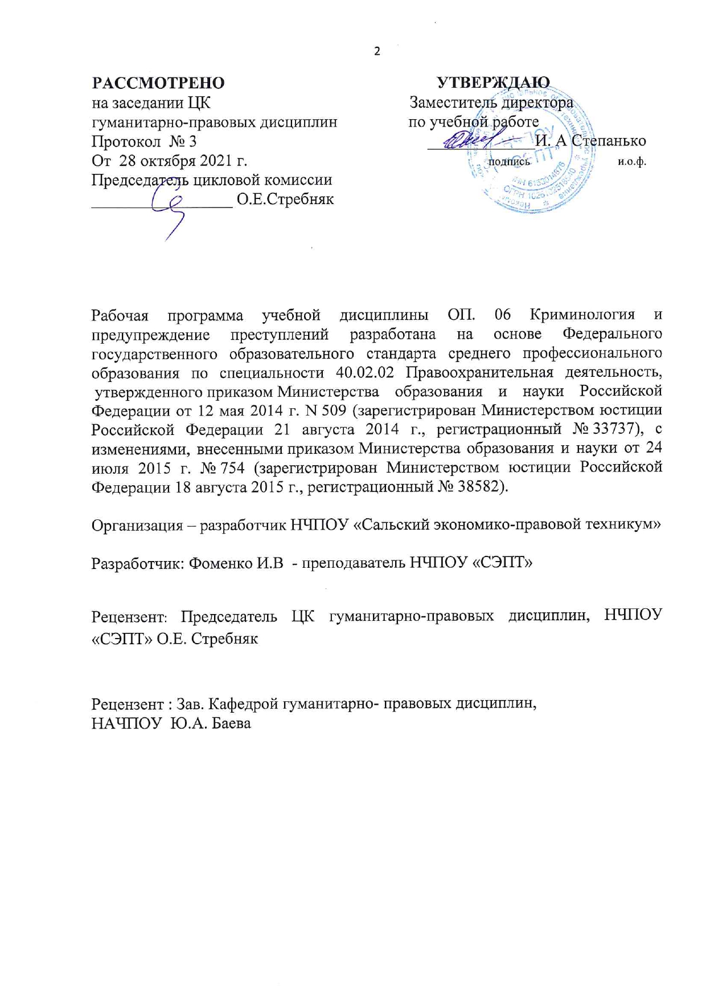 2
РАССМОТРЕНО
на заседании ЦК
гуманитарно-правовых дисциплин
Протокол № 3
От 28 октября 2021 г.
Председатель цикловой комиссии
__________________ О.Е.Стребняк
УТВЕРЖДАЮ
Заместитель директора
по учебной работе
______________И. А Степанько
подпись и.о.ф.
НЧПОУ
"СЭПТ"
Рабочая программа учебной дисциплины ОП. 06 Криминология и
предупреждение преступлений разработана на основе Федерального
государственного образовательного стандарта среднего профессионального
образования по специальности 40.02.02 Правоохранительная деятельность,
утвержденного приказом Министерства образования и науки Российской
Федерации от 12 мая 2014 г. N 509 (зарегистрирован Министерством юстиции
Российской Федерации 21 августа 2014 г., регистрационный № 33737), с
изменениями, внесенными приказом Министерства образования и науки от 24
июля 2015 г. № 754 (зарегистрирован Министерством юстиции Российской
Федерации 18 августа 2015 г., регистрационный № 38582).
Организация – разработчик НЧПОУ «Сальский экономико-правовой техникум»
Разработчик: Фоменко И.В - преподаватель НЧПОУ «СЭПТ»
Рецензент: Председатель ЦК гуманитарно-правовых дисциплин, НЧПОУ
«СЭПТ» О.Е. Стребняк
Рецензент : Зав. Кафедрой гуманитарно- правовых дисциплин,
НАЧПОУ Ю.А. Баева